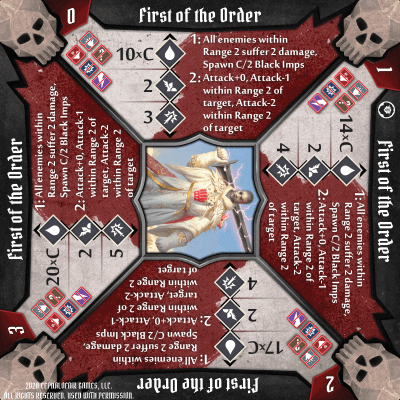 0
First of the Order
10xC
2
3
1: All enemies within
Range 2 suffer 2 damage,
Spawn C/2 Black Imps
2: Attack+0, Attack-1
within Range 2 of
target, Attack-2
within Range 2
of target
1
First of the Order
14xC
2
4
1: All enemies within
Range 2 suffer 2 damage,
Spawn C/2 Black Imps
2: Attack+0, Attack-1
within Range 2 of
target, Attack-2
within Range 2
of target
2
First of the Order
17xC
2
4
1: All enemies within
Range 2 suffer 2 damage,
Spawn C/2 Black Imps
2: Attack+0, Attack-1
within Range 2 of
target, Attack-2
within Range 2
of target
3
First of the Order
20xC
2
5
1: All enemies within
Range 2 suffer 2 damage,
Spawn C/2 Black Imps
2: Attack+0, Attack-1
within Range 2 of
target, Attack-2
within Range 2
of target
2020 CEPHALOFAIR GAMES, LLC.
ALL RIGHTS RESERVED. USED WITH PERMISSION.